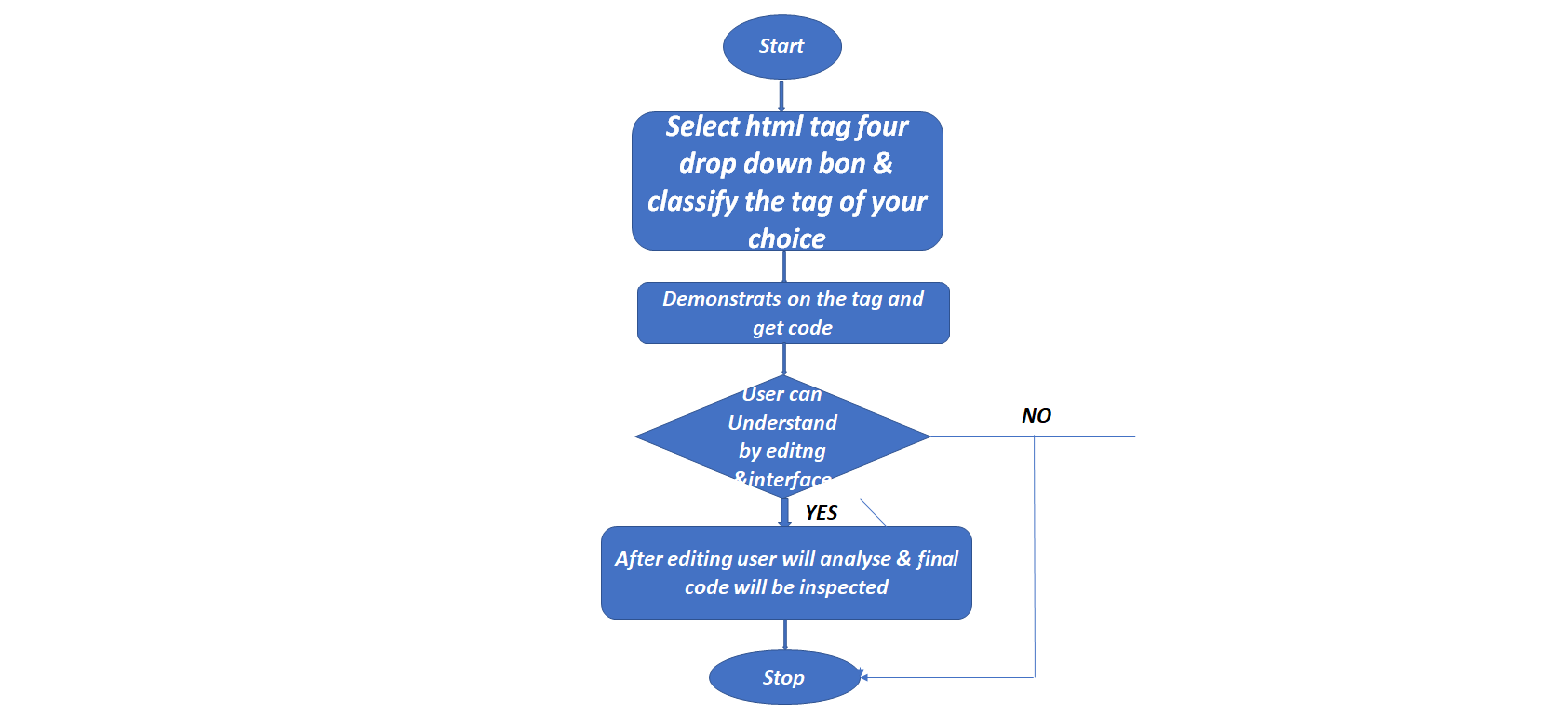 Start
Select html tag four
drop down bon &
classify the tag of your
choice
Demonstrats on the tag and
get code
User can
Understand
by editng
&interface
NO
YES
After editing user will analyse & final
code will be inspected
Stop